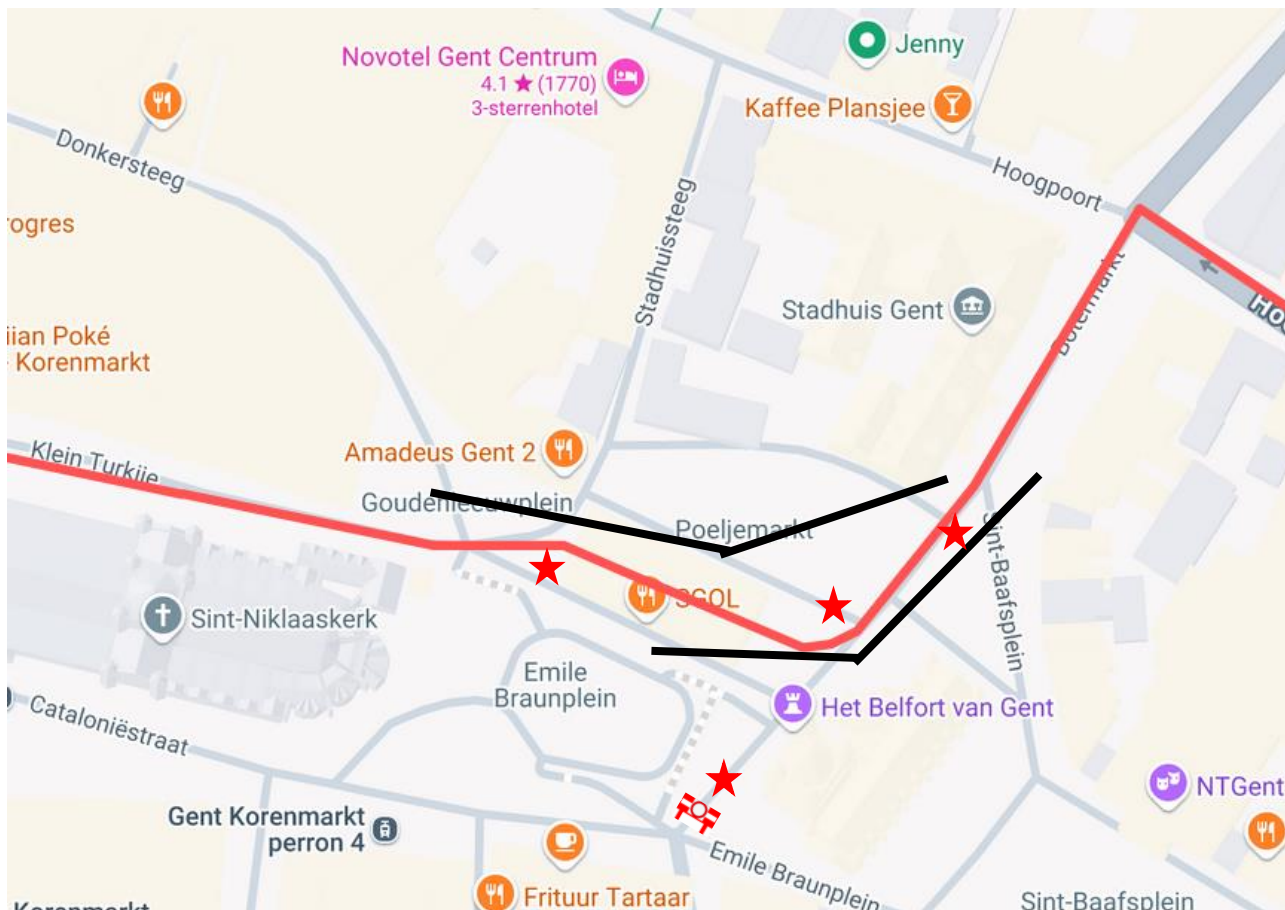 Novotel Gent Centrum
4.1 ★ (1770)
3-sterrenhotel
Jenny
Kaffee Plansjee
Donkersteeg
Hoogpoort
Stadhuissteeg
rogres
Stadhuis Gent
Botermarkt
Hoo
iian Poké
- Korenmarkt
Amadeus Gent 2
Klein Turkije
Goudenleeuwplein
Poeljemarkt
Sint-Baafsplein
SGOL
Sint-Niklaaskerk
Emile
Braunplein
Het Belfort van Gent
Cataloniëstraat
NTGent
Gent Korenmarkt
perron 4
Emile Braunplein
Frituur Tartaar
Sint-Baafsplein
Korenmarkt